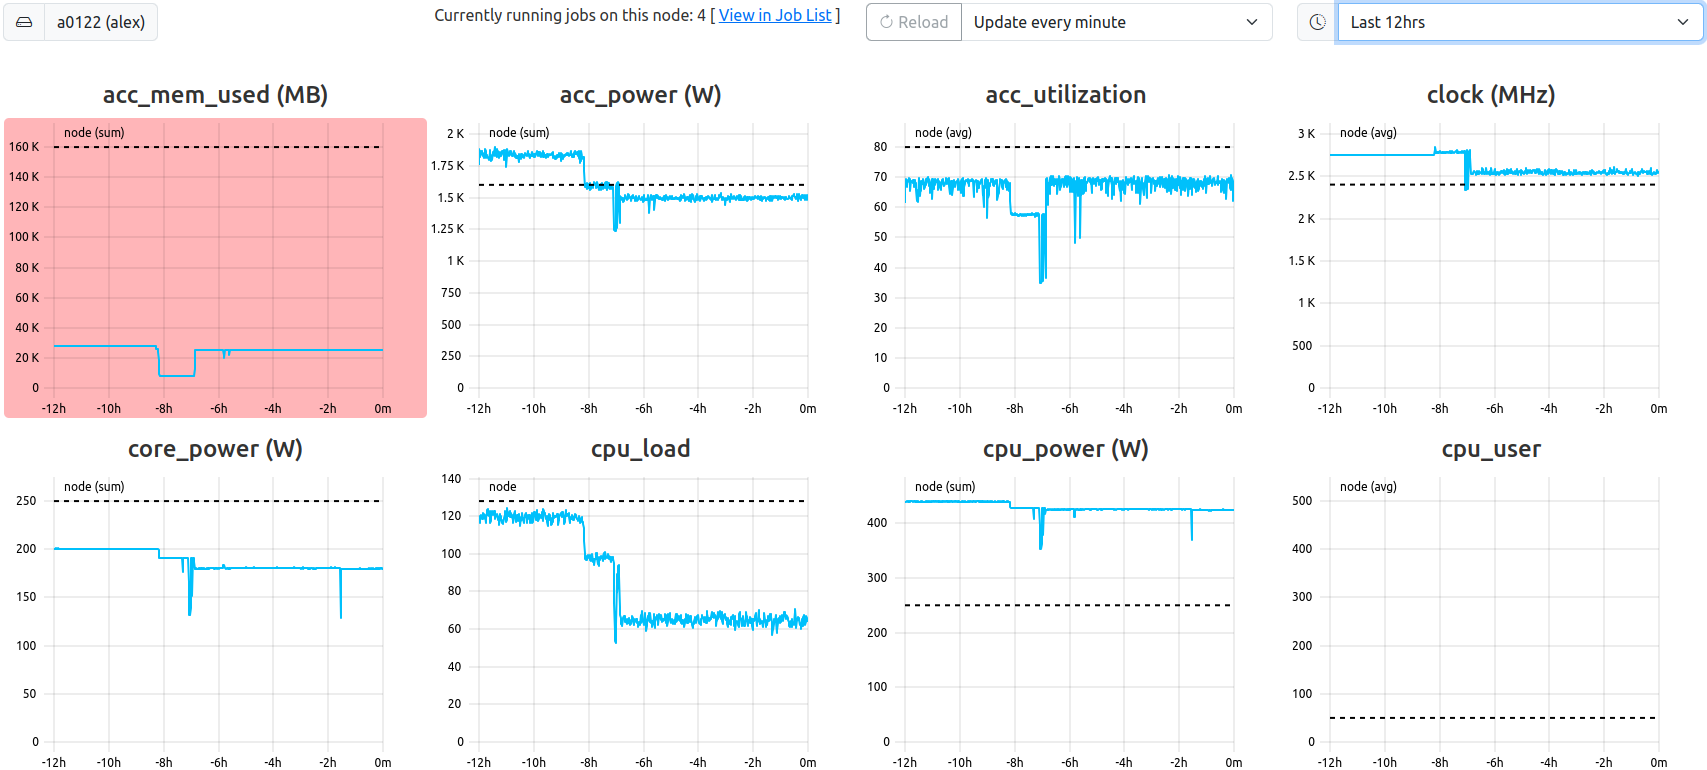 a0122 (alex)
Currently running jobs on this node: 4 [ View in Job List ]
Reload
Update every minute
Last 12hrs
acc_mem_used (MB)
node (sum)
160 K
140 K
120 K
100 K
80 K
60 K
40 K
20 K
0
-12h -10h -8h -6h -4h -2h 0m
acc_power (W)
node (sum)
2 K
1.75 K
1.5 K
1.25 K
1 K
750
500
250
0
-12h -10h -8h -6h -4h -2h 0m
acc_utilization
node (avg)
80
70
60
50
40
30
20
10
0
-12h -10h -8h -6h -4h -2h 0m
clock (MHz)
node (avg)
3 K
2.5 K
2 K
1.5 K
1 K
500
0
-12h -10h -8h -6h -4h -2h 0m
core_power (W)
node (sum)
250
200
150
100
50
0
-12h -10h -8h -6h -4h -2h 0m
cpu_load
node
140
120
100
80
60
40
20
0
-12h -10h -8h -6h -4h -2h 0m
cpu_power (W)
node (sum)
400
300
200
100
0
-12h -10h -8h -6h -4h -2h 0m
cpu_user
node (avg)
500
400
300
200
100
0
-12h -10h -8h -6h -4h -2h 0m